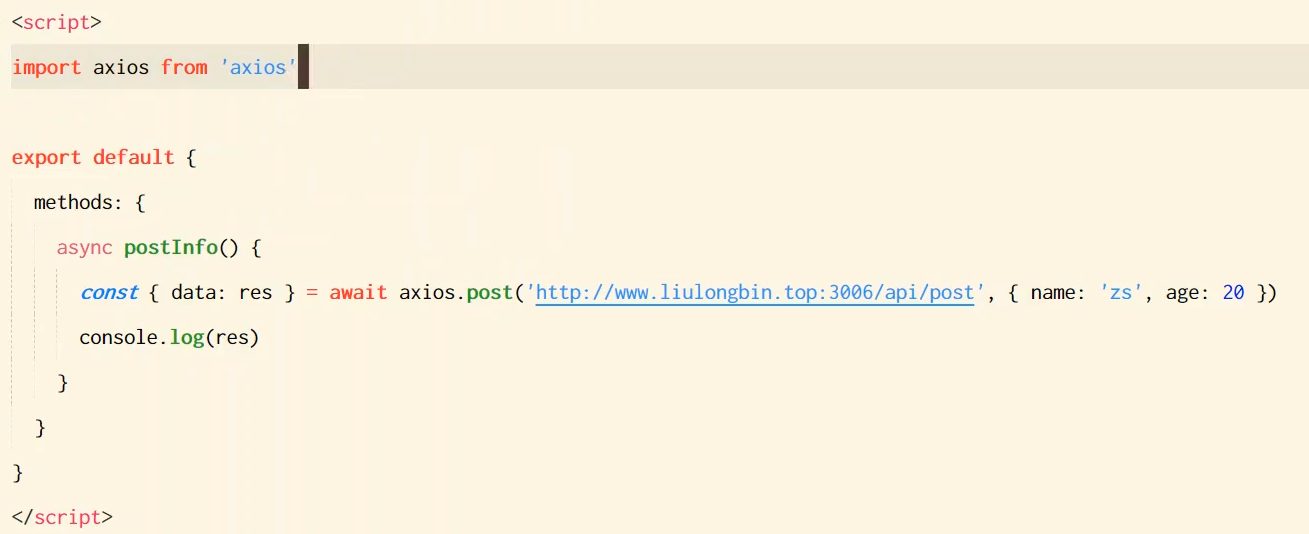 <script>
import axios from 'axios'
export default {
methods: {
async postInfo() {
const { data: res } = await axios.post('http://www.liulongbin.top:3006/api/post', { name: 'zs', age: 20 })
console.log(res)
}
}
}
</script>